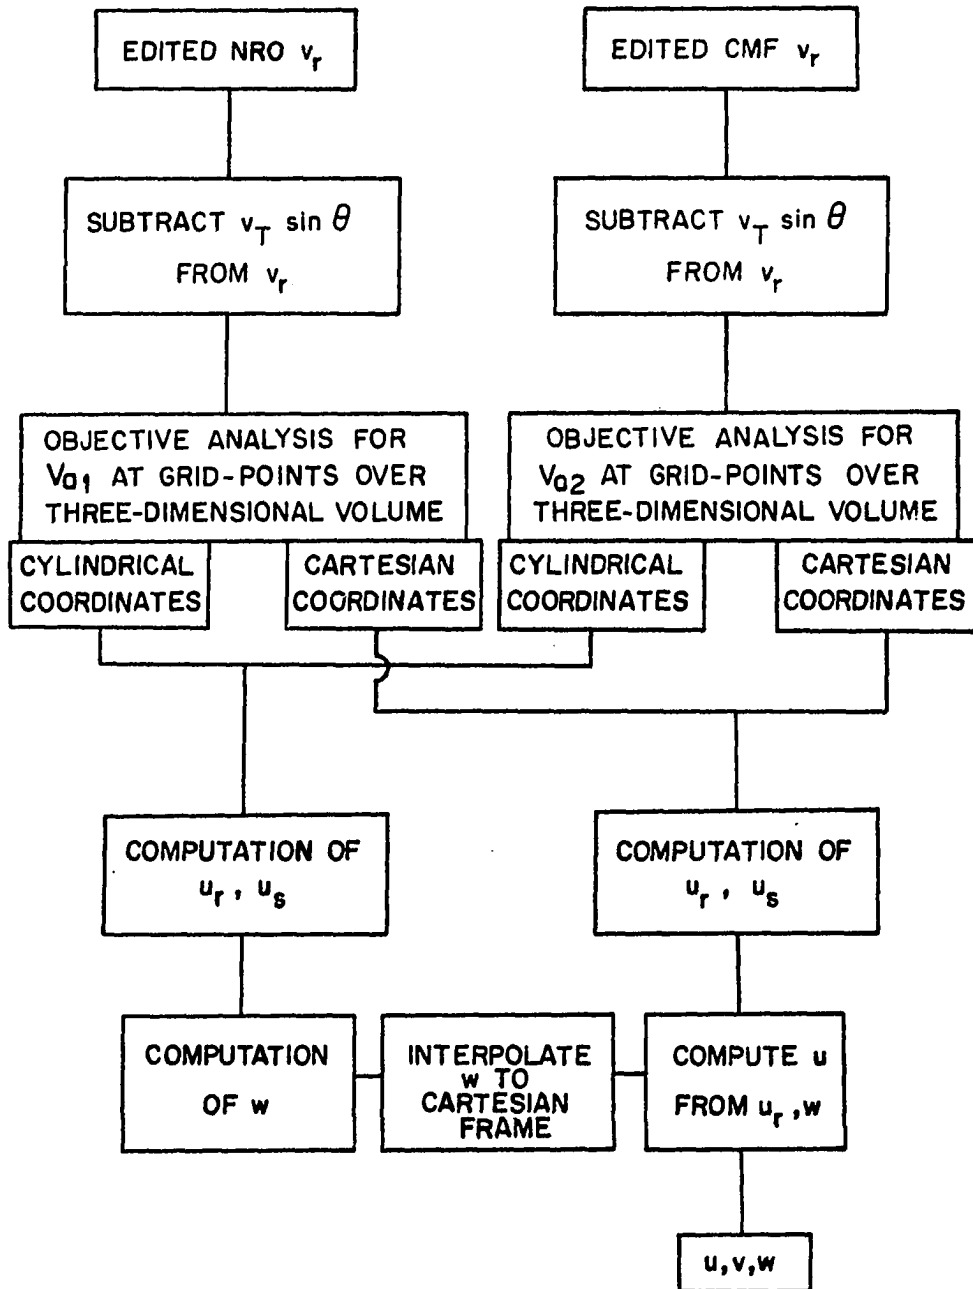 EDITED NRO v_r
EDITED CMF v_r
SUBTRACT v_T sin θ
FROM v_r
SUBTRACT v_T sin θ
FROM v_r
OBJECTIVE ANALYSIS FOR
V_a1 AT GRID-POINTS OVER
THREE-DIMENSIONAL VOLUME
OBJECTIVE ANALYSIS FOR
V_a2 AT GRID-POINTS OVER
THREE-DIMENSIONAL VOLUME
CYLINDRICAL
COORDINATES
CARTESIAN
COORDINATES
CYLINDRICAL
COORDINATES
CARTESIAN
COORDINATES
COMPUTATION OF
u_r, u_s
COMPUTATION OF
u_r, u_s
COMPUTATION
OF w
INTERPOLATE
w TO
CARTESIAN
FRAME
COMPUTE u
FROM u_r, w
u, v, w